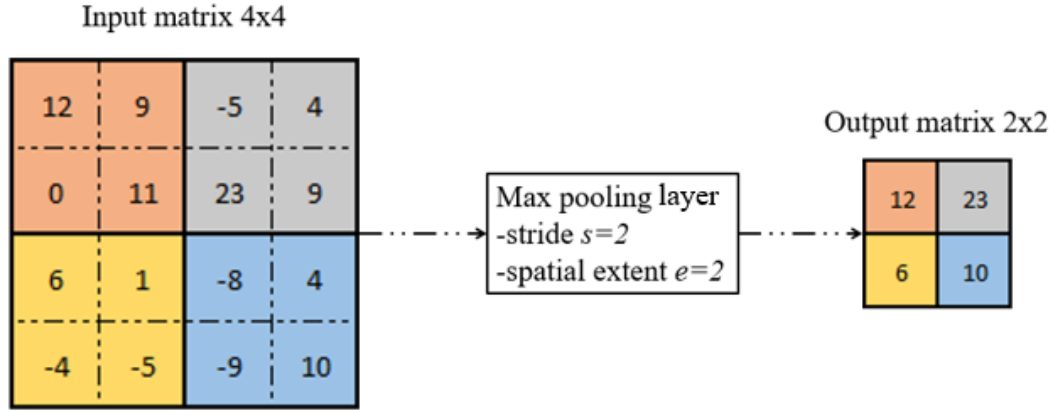 Input matrix 4x4
12 9 -5 4
0 11 23 9
6 1 -8 4
-4 -5 -9 10
Max pooling layer
-stride s=2
-spatial extent e=2
Output matrix 2x2
12 23
6 10